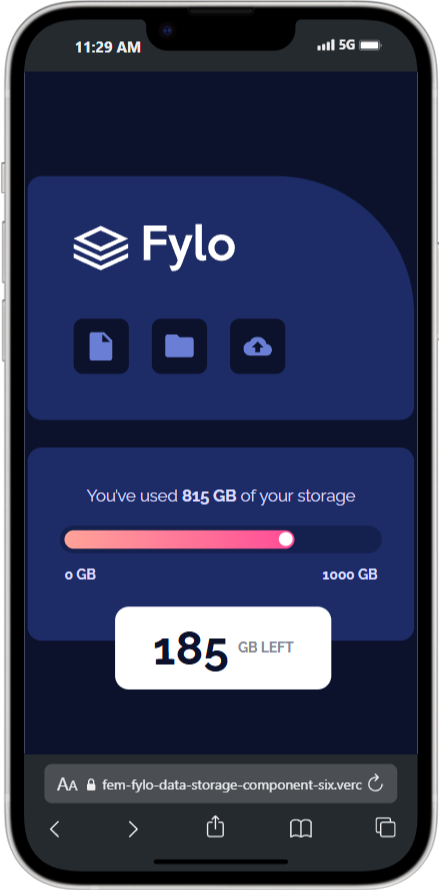 11:29 AM 5G
Fylo
You've used 815 GB of your storage
0 GB 1000 GB
185 GB LEFT
AA fem-fylo-data-storage-component-six.verc